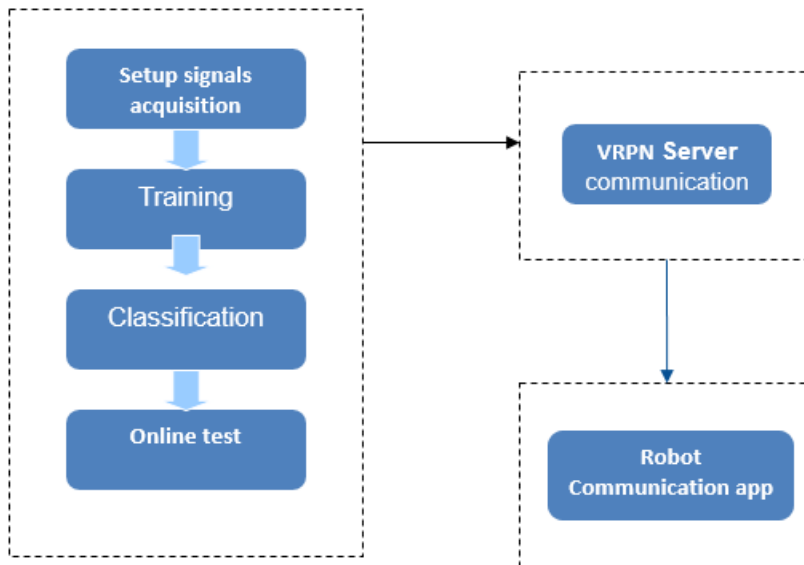 Setup signals
acquisition
Training
Classification
Online test
VRPN Server
communication
Robot
Communication app